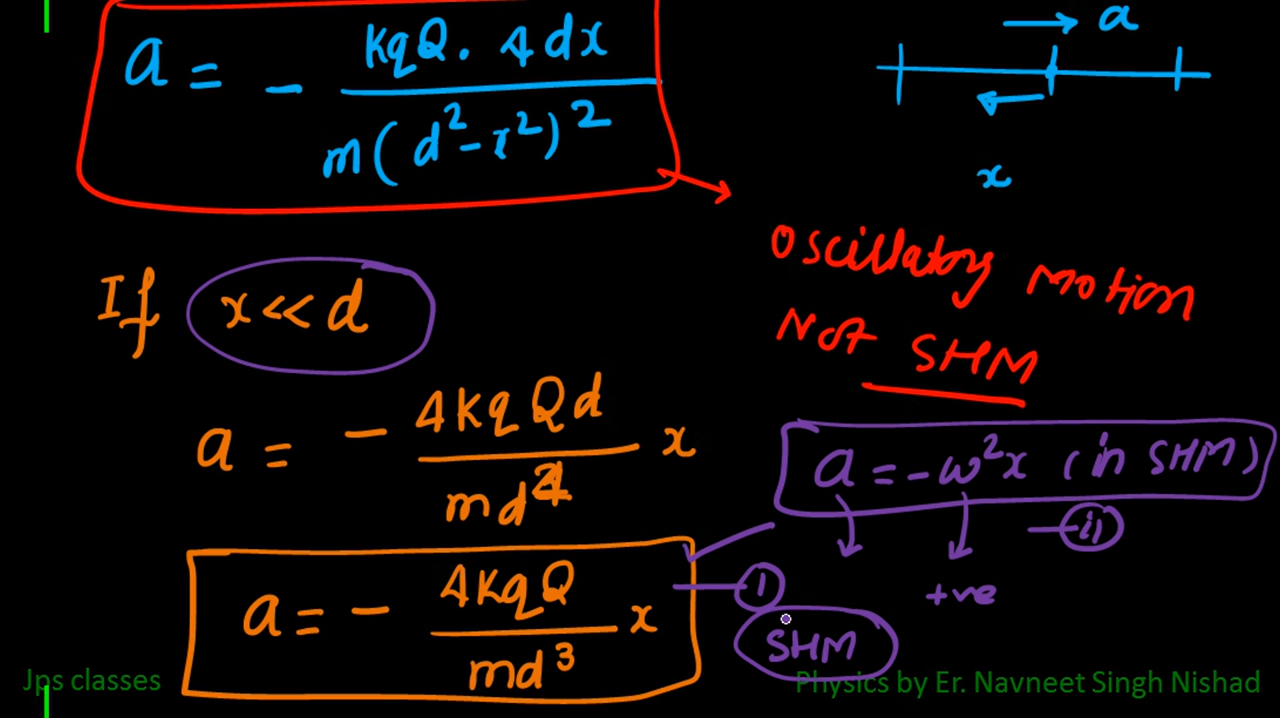 a = - KqQ. 4dx / m(d²-x²)²
a
x
If x<<d
Oscillatory motion
Not SHM
a = - 4KqQd / md⁴ x
a = -ω²x (in SHM)
ii)
+ve
a = - 4KqQ / md³ x
1
SHM
Jps classes
Physics by Er. Navneet Singh Nishad